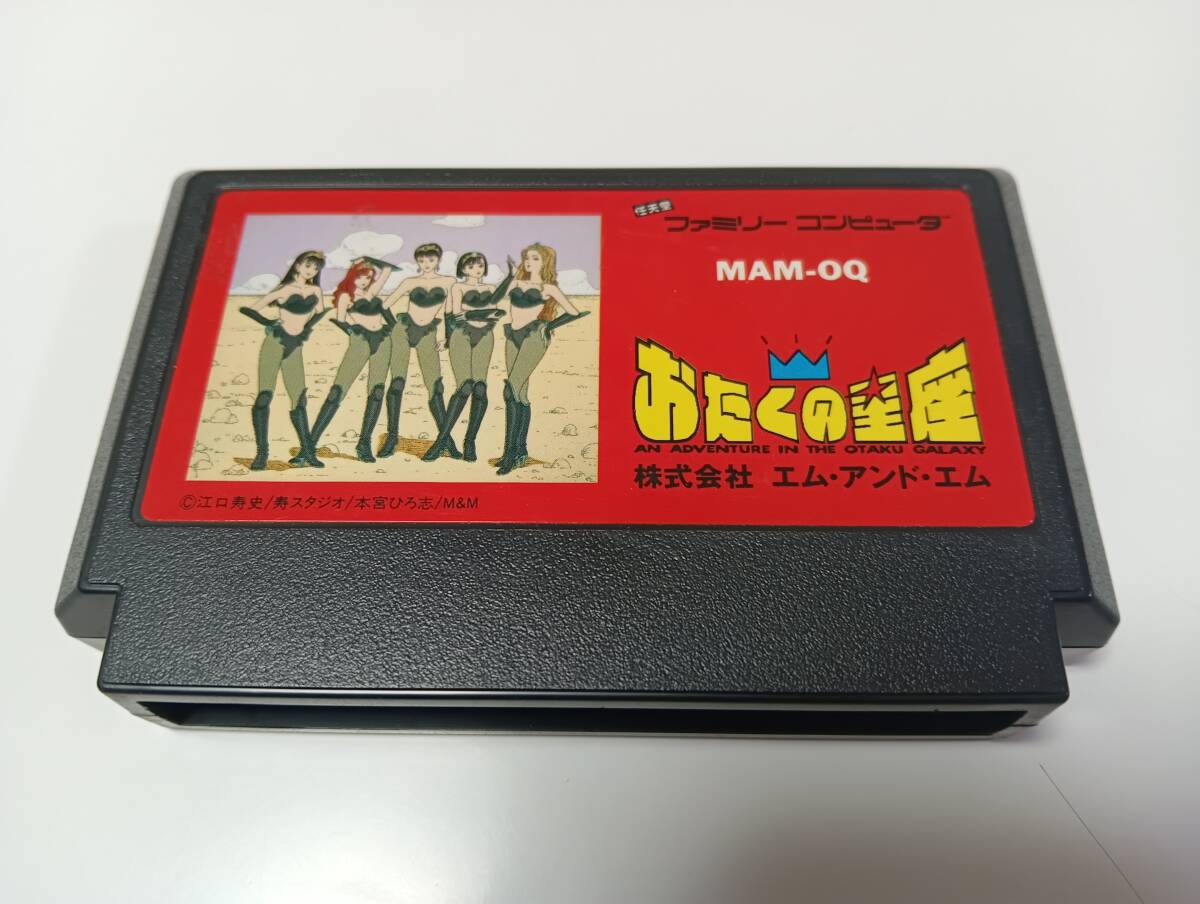 任天堂
ファミリー コンピュータ
MAM-OQ
おたくの星座
AN ADVENTURE IN THE OTAKU GALAXY
株式会社 エム・アンド・エム
©江口寿史/寿スタジオ/本宮ひろ志/M&M